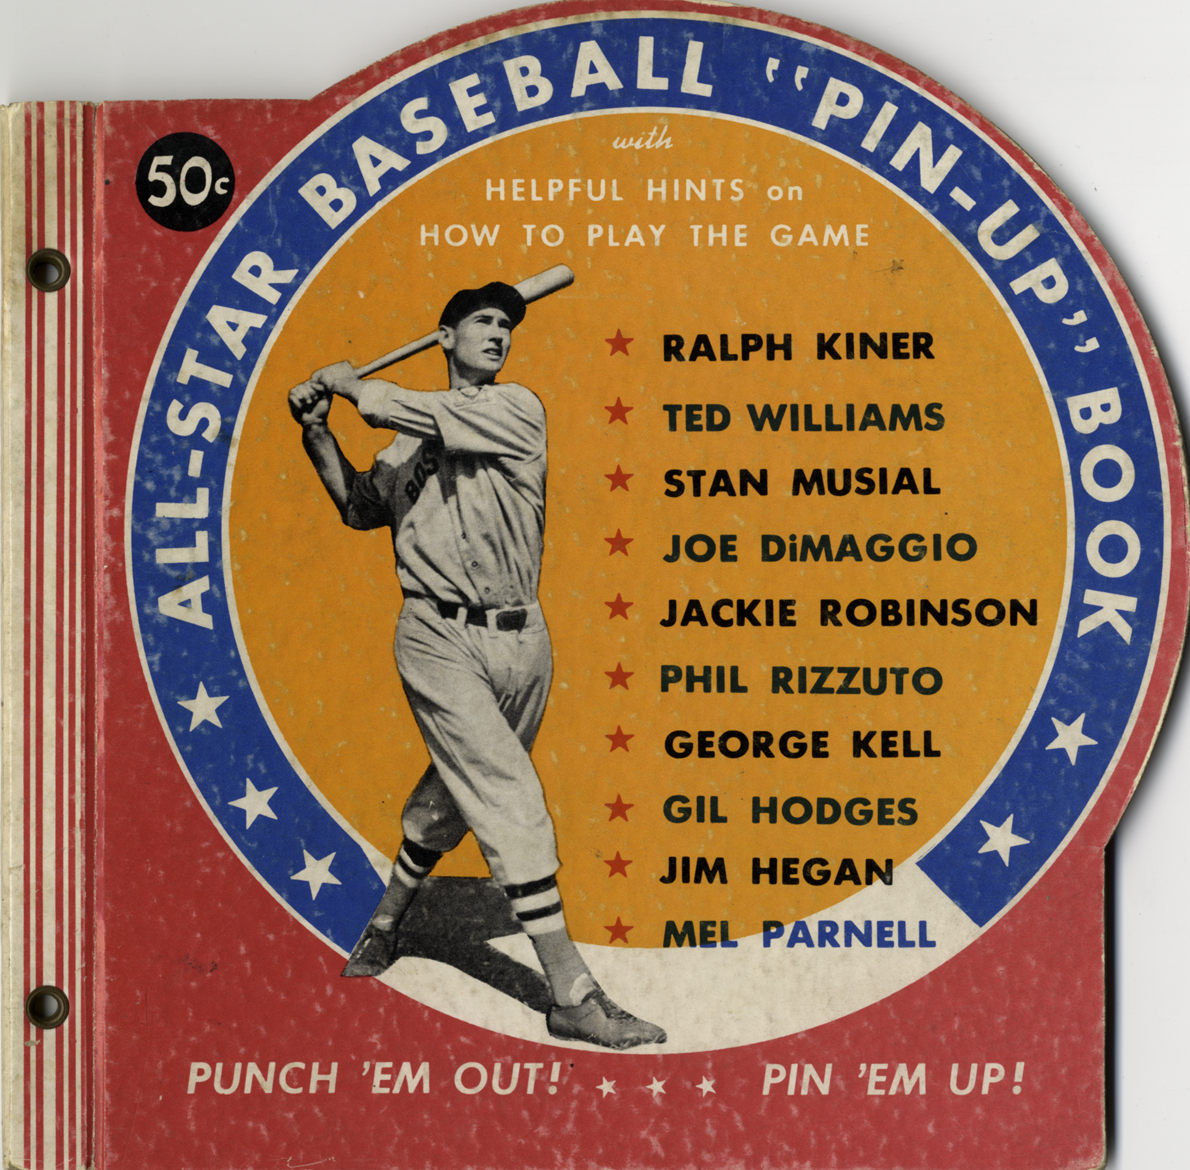 ALL-STAR BASEBALL “PIN-UP” BOOK
50c
with
HELPFUL HINTS on
HOW TO PLAY THE GAME
BOS
RALPH KINER
TED WILLIAMS
STAN MUSIAL
JOE DiMAGGIO
JACKIE ROBINSON
PHIL RIZZUTO
GEORGE KELL
GIL HODGES
JIM HEGAN
MEL PARNELL
PUNCH 'EM OUT! PIN 'EM UP!